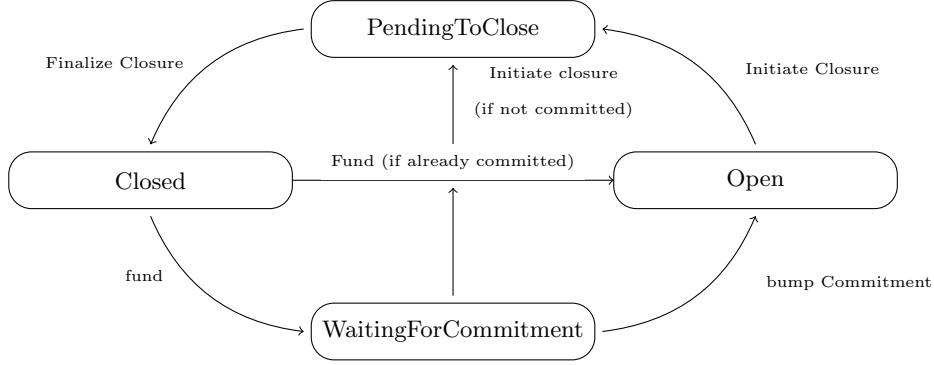 PendingToClose
Finalize Closure
Initiate closure
(if not committed)
Initiate Closure
Fund (if already committed)
Closed
Open
fund
bump Commitment
WaitingForCommitment